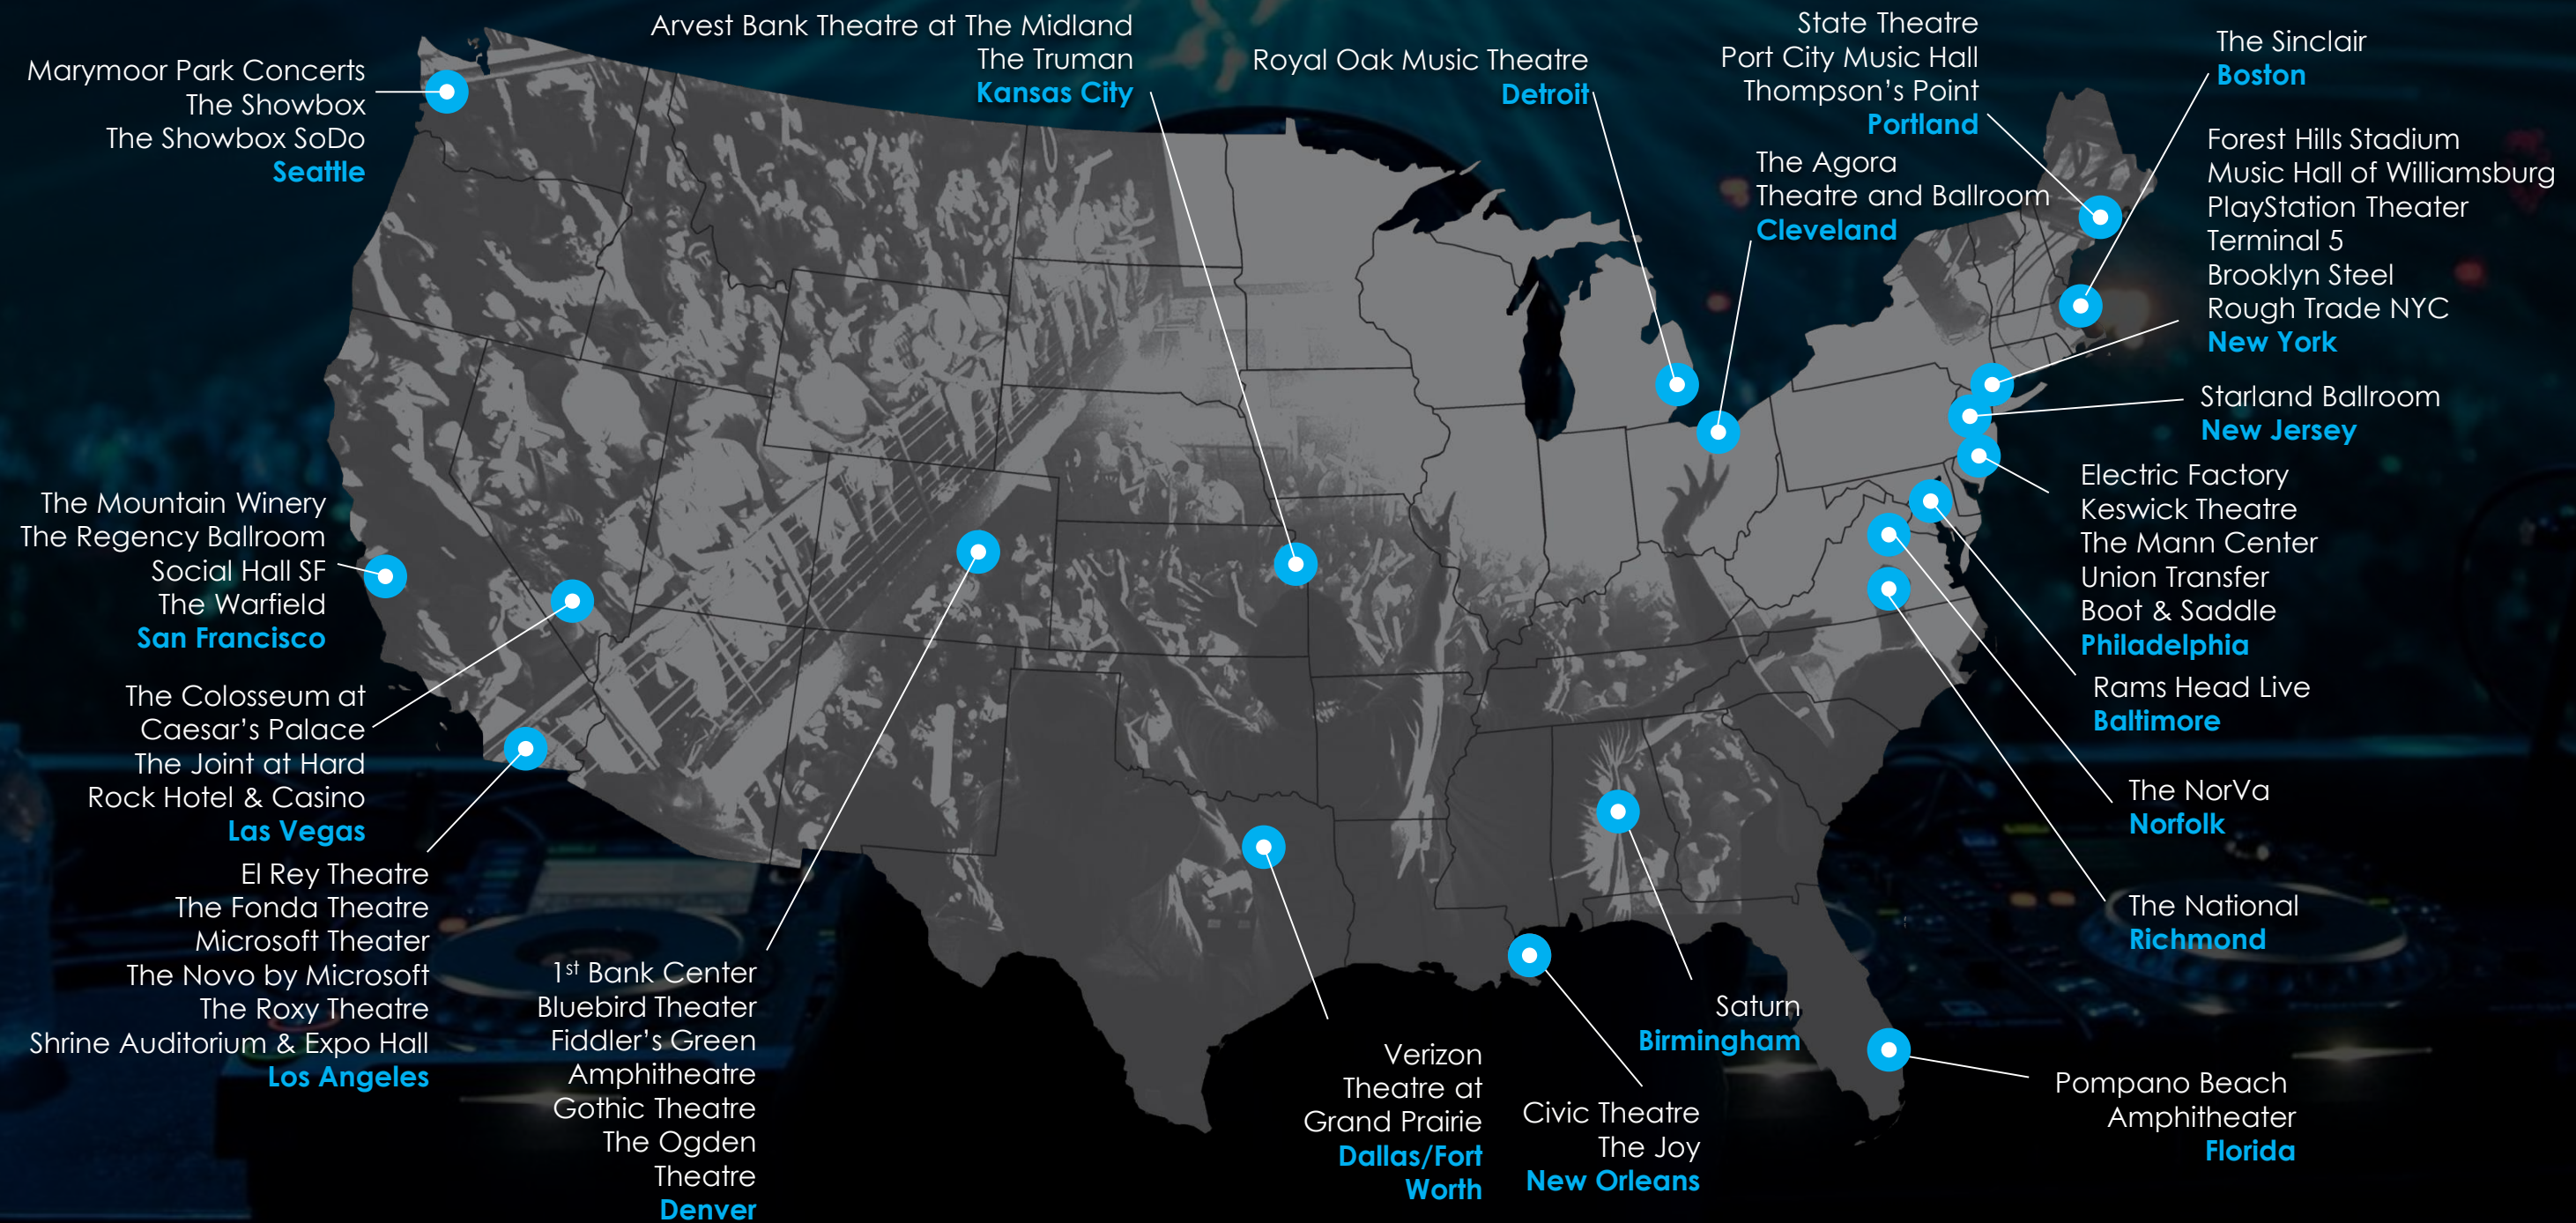 Marymoor Park Concerts
The Showbox
The Showbox SoDo
Seattle
Arvest Bank Theatre at The Midland
The Truman
Kansas City
Royal Oak Music Theatre
Detroit
State Theatre
Port City Music Hall
Thompson’s Point
Portland
The Agora
Theatre and Ballroom
Cleveland
The Sinclair
Boston
Forest Hills Stadium
Music Hall of Williamsburg
PlayStation Theater
Terminal 5
Brooklyn Steel
Rough Trade NYC
New York
Starland Ballroom
New Jersey
Electric Factory
Keswick Theatre
The Mann Center
Union Transfer
Boot & Saddle
Philadelphia
Rams Head Live
Baltimore
The NorVa
Norfolk
The National
Richmond
The Mountain Winery
The Regency Ballroom
Social Hall SF
The Warfield
San Francisco
The Colosseum at
Caesar’s Palace
The Joint at Hard
Rock Hotel & Casino
Las Vegas
El Rey Theatre
The Fonda Theatre
Microsoft Theater
The Novo by Microsoft
The Roxy Theatre
Shrine Auditorium & Expo Hall
Los Angeles
1st Bank Center
Bluebird Theater
Fiddler’s Green
Amphitheatre
Gothic Theatre
The Ogden
Theatre
Denver
Verizon
Theatre at
Grand Prairie
Dallas/Fort
Worth
Civic Theatre
The Joy
New Orleans
Saturn
Birmingham
Pompano Beach
Amphitheater
Florida